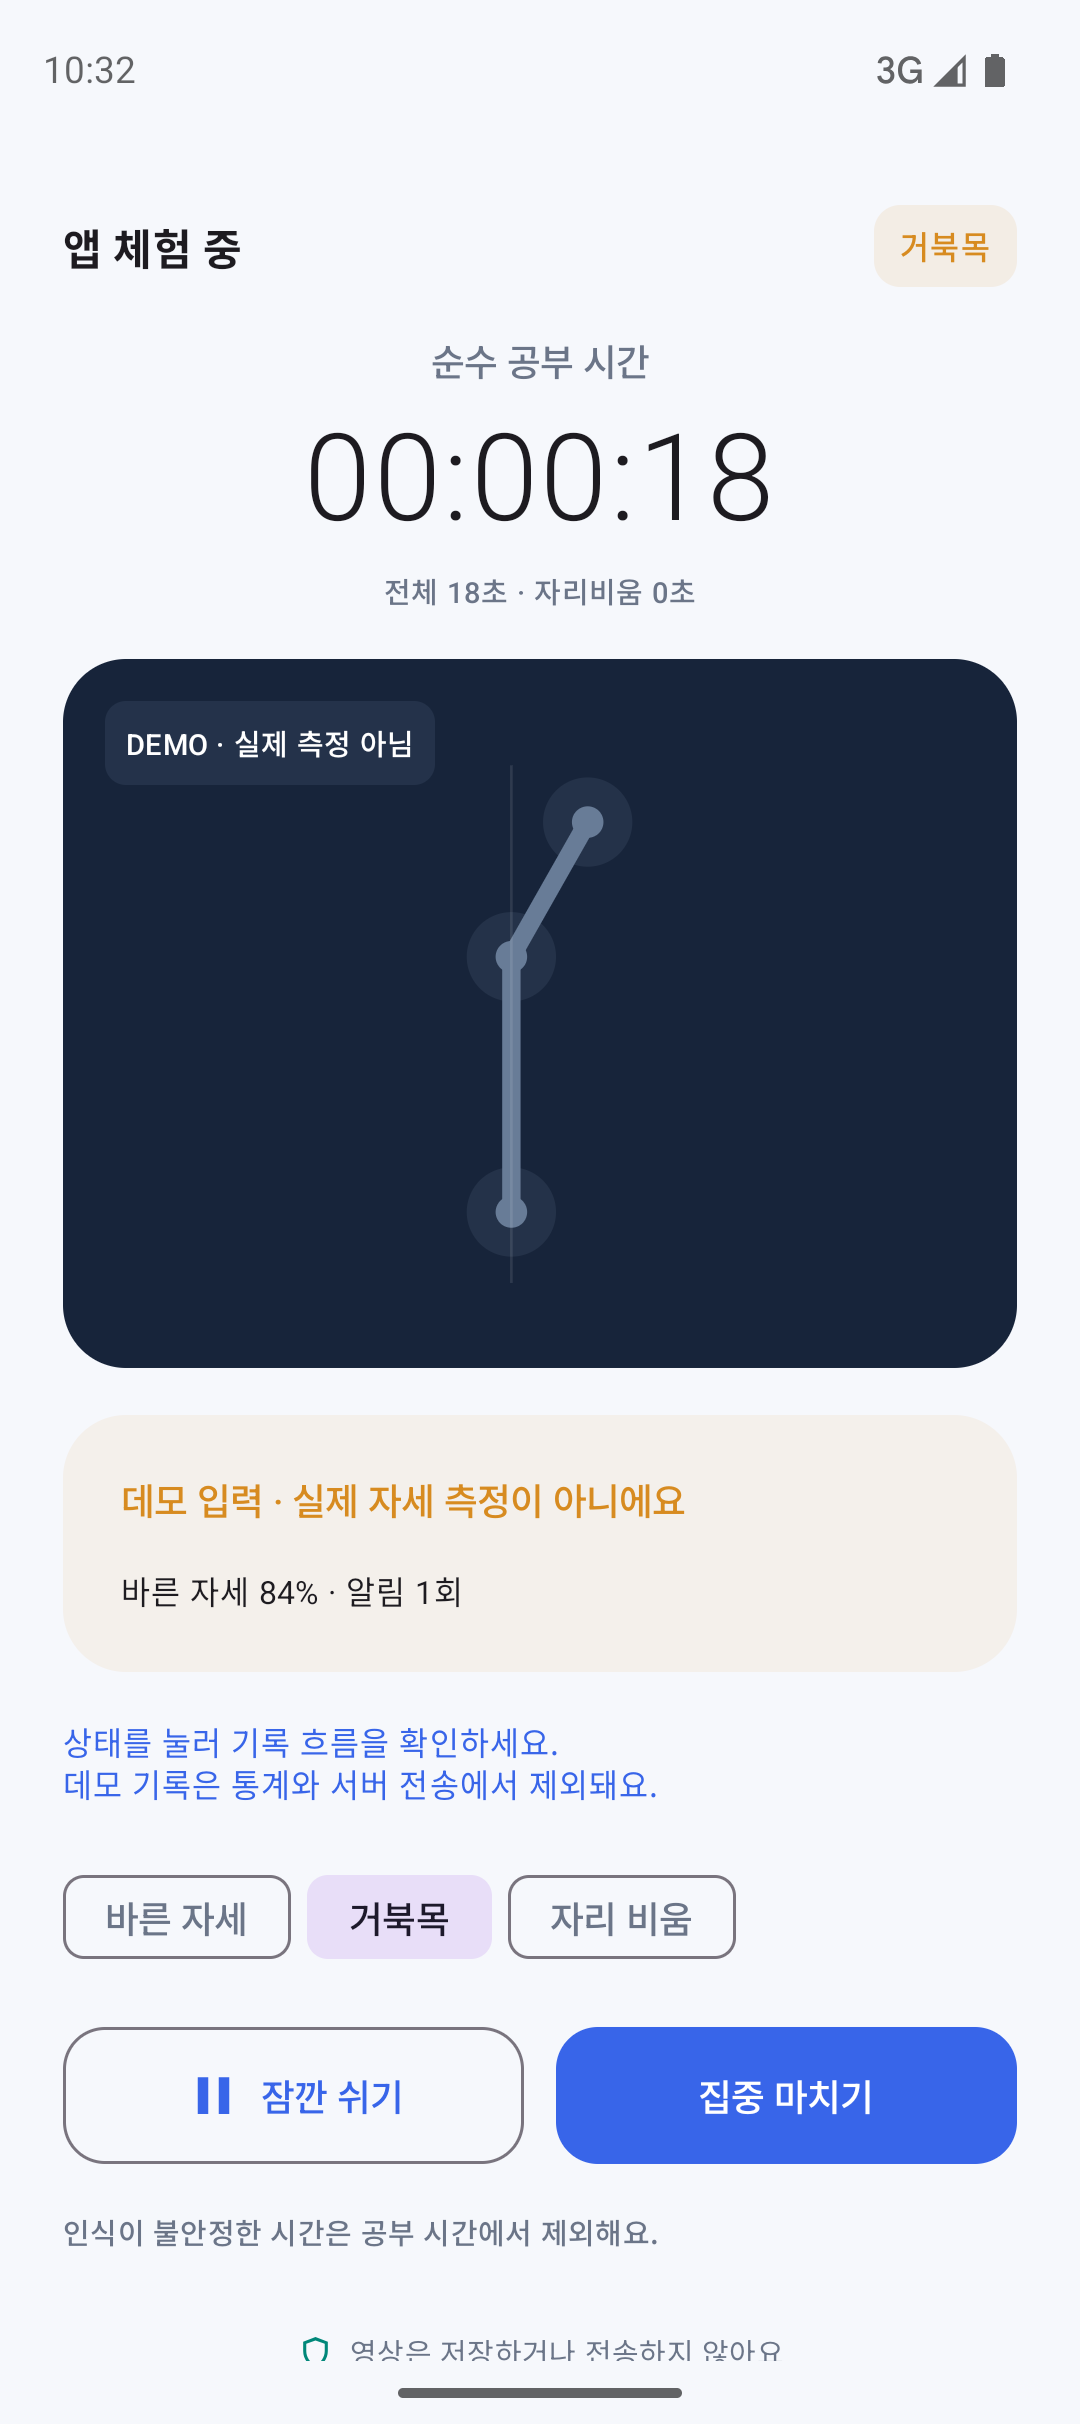 10:32
3G
앱 체험 중
거북목
순수 공부 시간
00:00:18
전체 18초 · 자리비움 0초
DEMO · 실제 측정 아님
데모 입력 · 실제 자세 측정이 아니에요
바른 자세 84% · 알림 1회
상태를 눌러 기록 흐름을 확인하세요.
데모 기록은 통계와 서버 전송에서 제외돼요.
바른 자세
거북목
자리 비움
잠깐 쉬기
집중 마치기
인식이 불안정한 시간은 공부 시간에서 제외해요.
영상은 저장하거나 전송하지 않아요